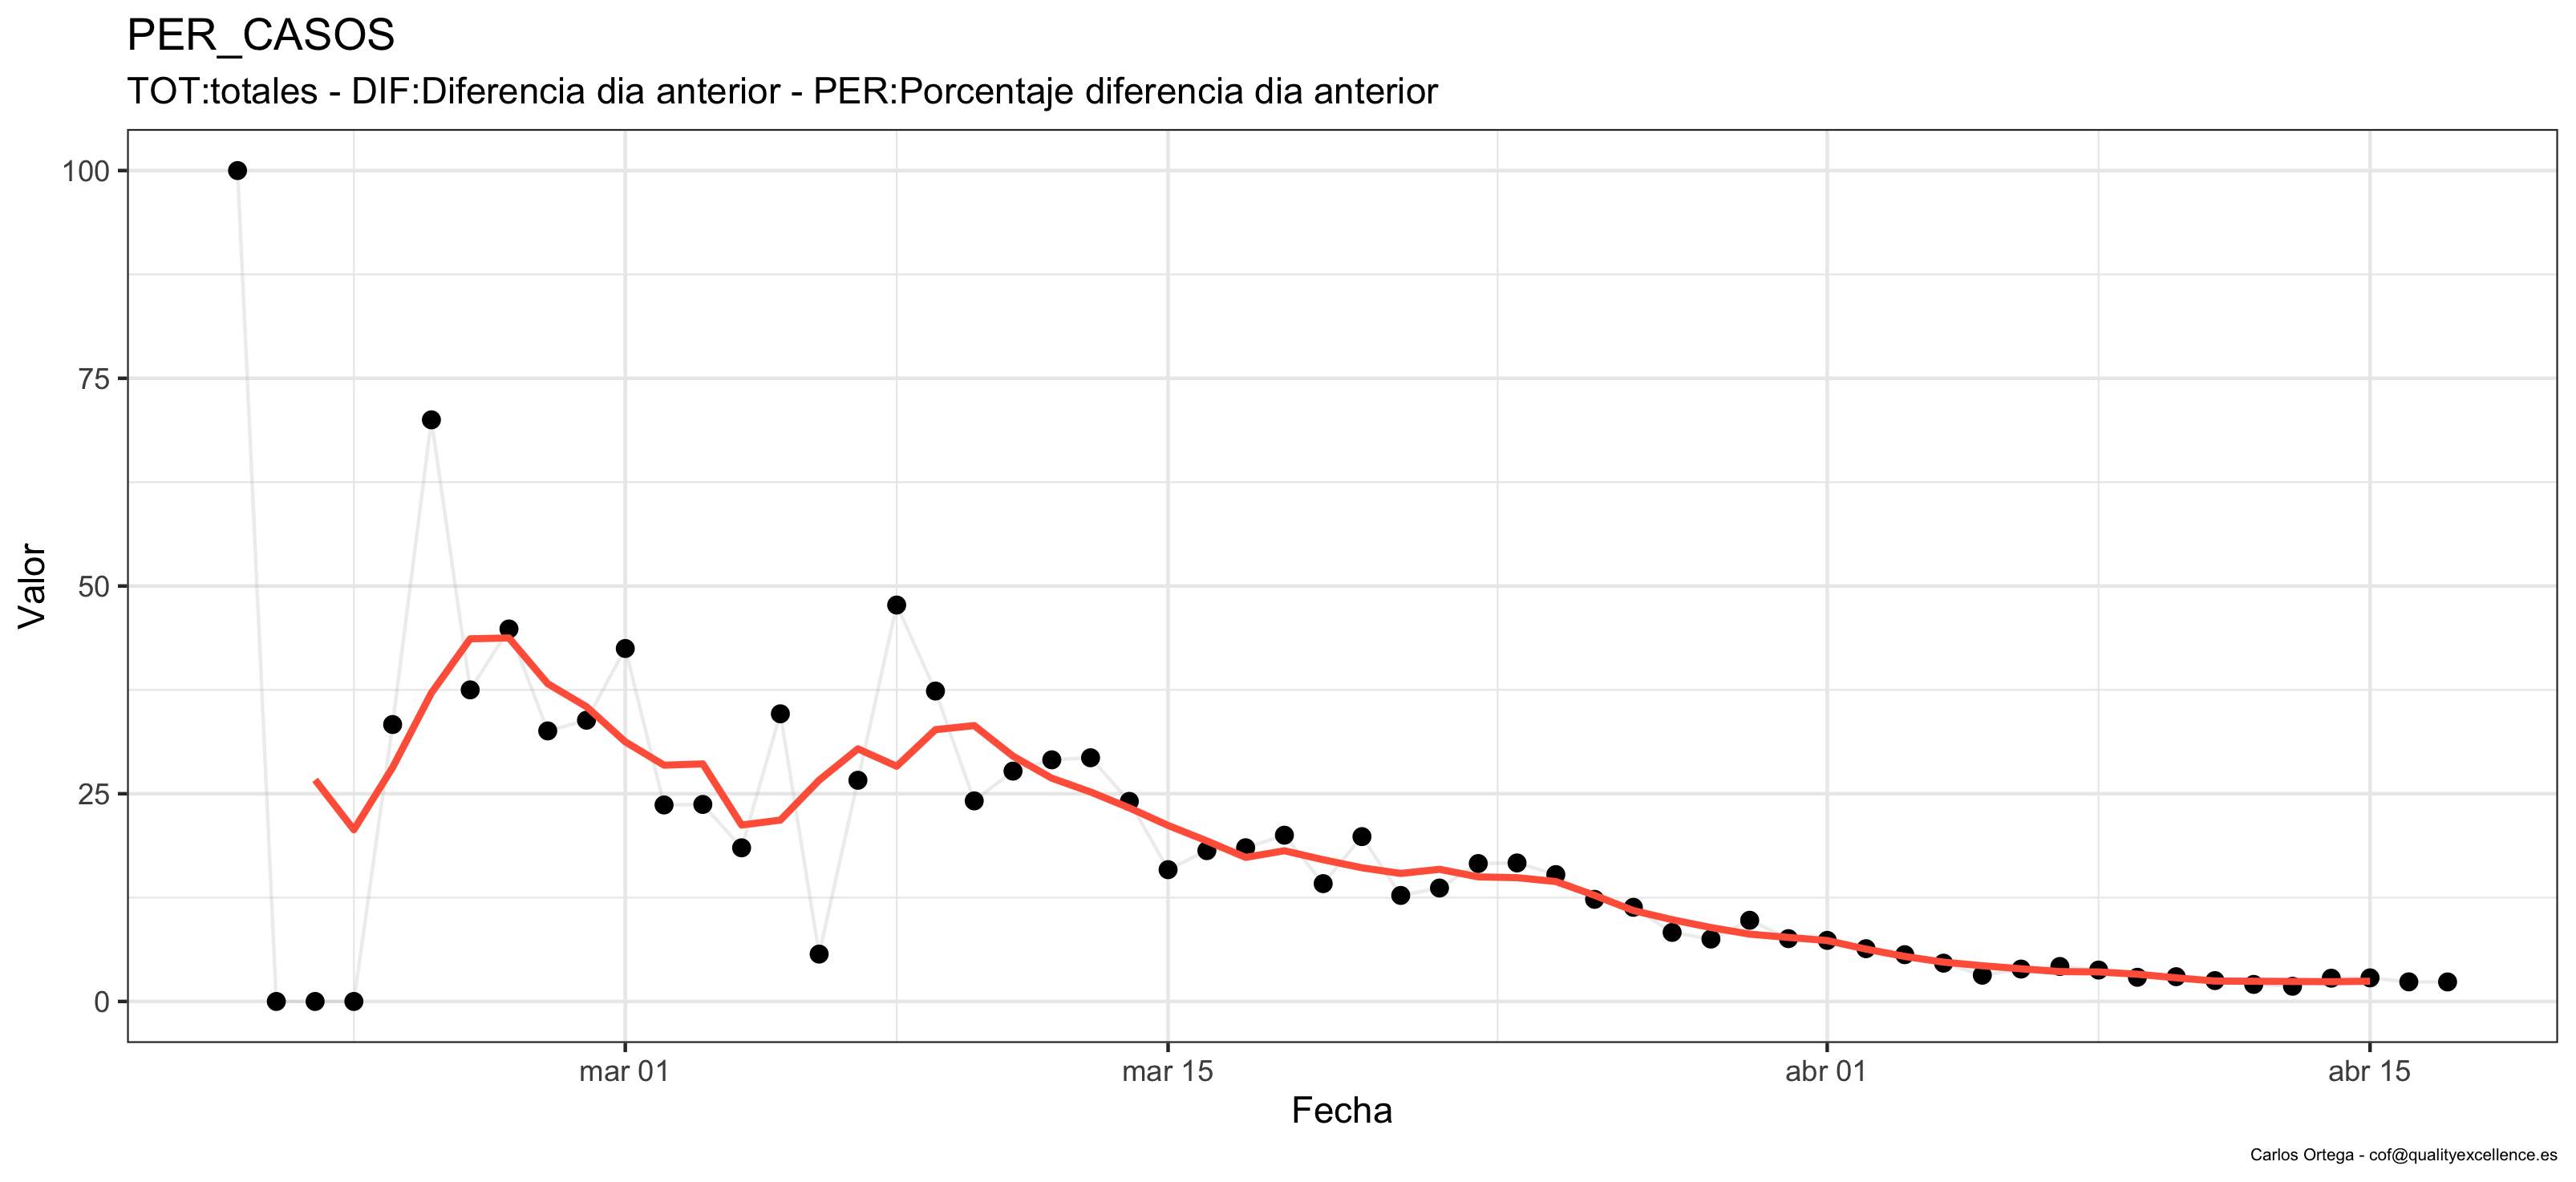 PER_CASOS
TOT:totales - DIF:Diferencia dia anterior - PER:Porcentaje diferencia dia anterior
100
75
50
25
0
Valor
mar 01
mar 15
abr 01
abr 15
Fecha
Carlos Ortega - cof@qualityexcellence.es